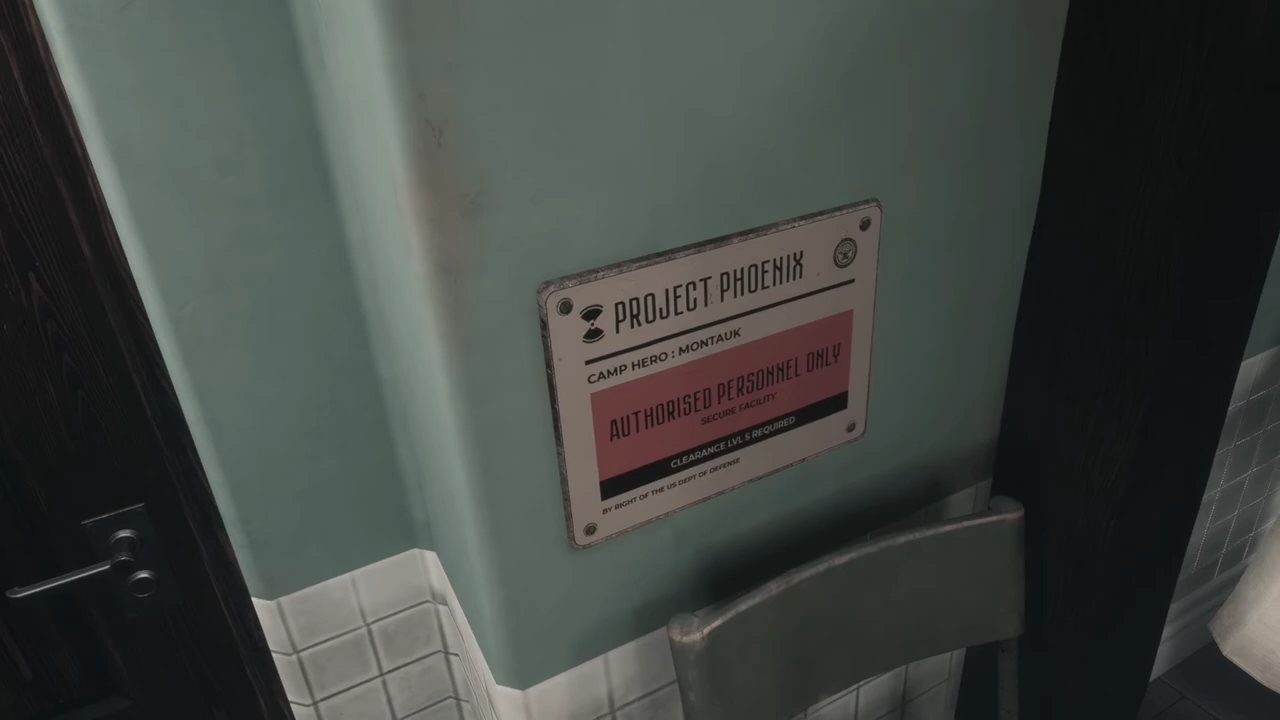 PROJECT PHOENIX
CAMP HERO : MONTAUK
AUTHORISED PERSONNEL ONLY
SECURE FACILITY
CLEARANCE LVL 5 REQUIRED
BY RIGHT OF THE US DEPT OF DEFENSE